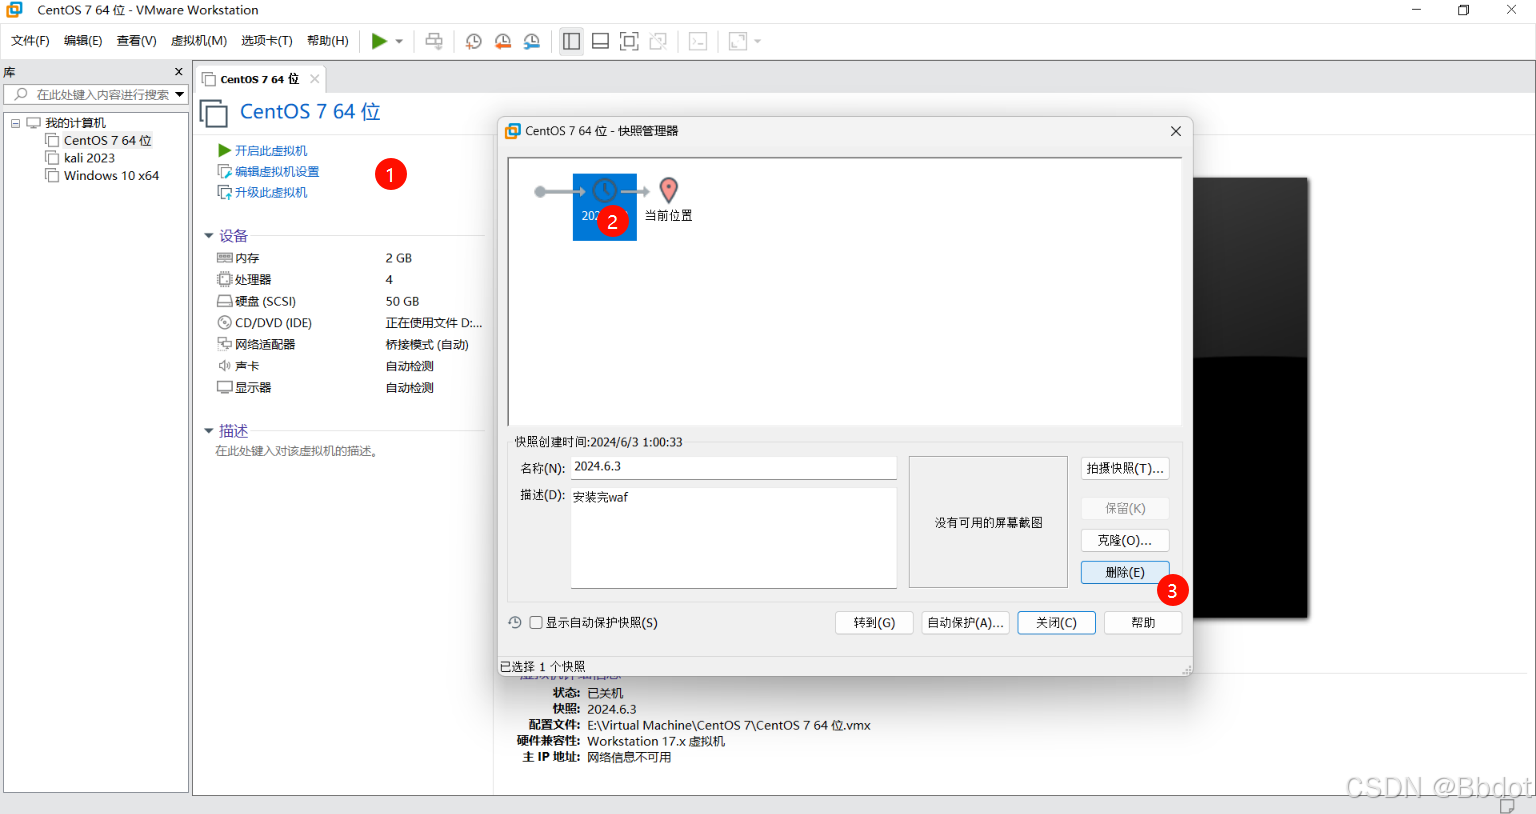 CentOS 7 64 位 - VMware Workstation
文件(F) 编辑(E) 查看(V) 虚拟机(M) 选项卡(T) 帮助(H)
库
在此处键入内容进行搜索
我的计算机
CentOS 7 64 位
kali 2023
Windows 10 x64
CentOS 7 64 位
CentOS 7 64 位
开启此虚拟机
编辑虚拟机设置
升级此虚拟机
1
设备
内存 2 GB
处理器 4
硬盘 (SCSI) 50 GB
CD/DVD (IDE) 正在使用文件 D:...
网络适配器 桥接模式 (自动)
声卡 自动检测
显示器 自动检测
描述
在此处键入对该虚拟机的描述。
CentOS 7 64 位 - 快照管理器
202
2
当前位置
快照创建时间:2024/6/3 1:00:33
名称(N): 2024.6.3
描述(D): 安装完waf
没有可用的屏幕截图
拍摄快照(T)...
保留(K)
克隆(O)...
删除(E)
3
显示自动保护快照(S)
转到(G) 自动保护(A)... 关闭(C) 帮助
已选择 1 个快照
虚拟机详细信息
状态: 已关机
快照: 2024.6.3
配置文件: E:\Virtual Machine\CentOS 7\CentOS 7 64 位.vmx
硬件兼容性: Workstation 17.x 虚拟机
主 IP 地址: 网络信息不可用
CSDN @Bbdot